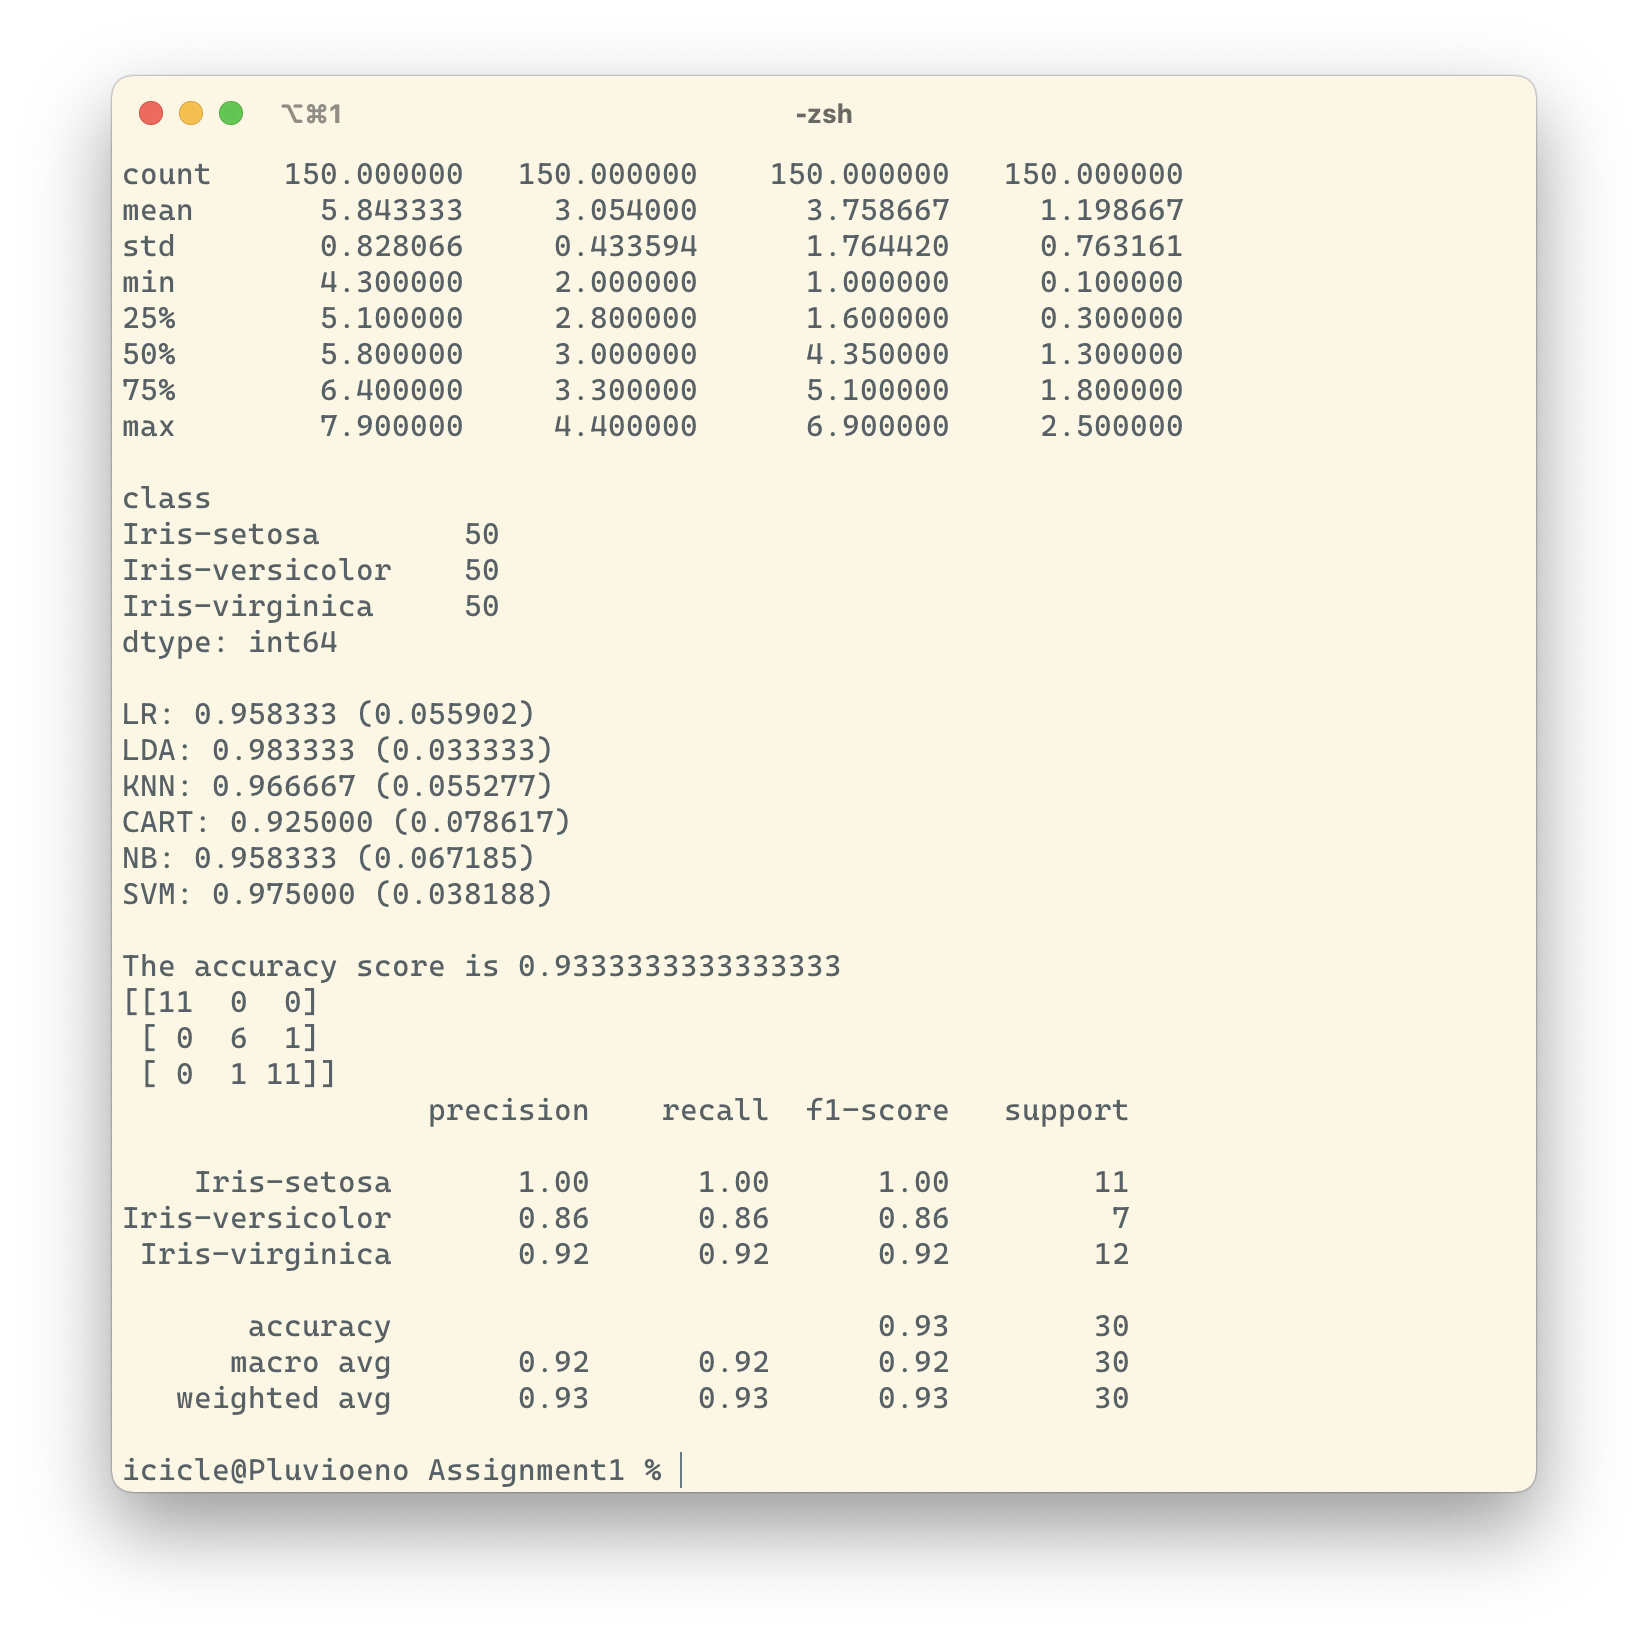 ⌥⌘1 -zsh
count    150.000000   150.000000    150.000000   150.000000
mean       5.843333     3.054000      3.758667     1.198667
std        0.828066     0.433594      1.764420     0.763161
min        4.300000     2.000000      1.000000     0.100000
25%        5.100000     2.800000      1.600000     0.300000
50%        5.800000     3.000000      4.350000     1.300000
75%        6.400000     3.300000      5.100000     1.800000
max        7.900000     4.400000      6.900000     2.500000
class
Iris-setosa        50
Iris-versicolor    50
Iris-virginica     50
dtype: int64
LR: 0.958333 (0.055902)
LDA: 0.983333 (0.033333)
KNN: 0.966667 (0.055277)
CART: 0.925000 (0.078617)
NB: 0.958333 (0.067185)
SVM: 0.975000 (0.038188)
The accuracy score is 0.9333333333333333
[[11  0  0]
 [ 0  6  1]
 [ 0  1 11]]
                 precision    recall  f1-score   support
    Iris-setosa       1.00      1.00      1.00        11
Iris-versicolor       0.86      0.86      0.86         7
 Iris-virginica       0.92      0.92      0.92        12
       accuracy                           0.93        30
      macro avg       0.92      0.92      0.92        30
   weighted avg       0.93      0.93      0.93        30
icicle@Pluvioeno Assignment1 %